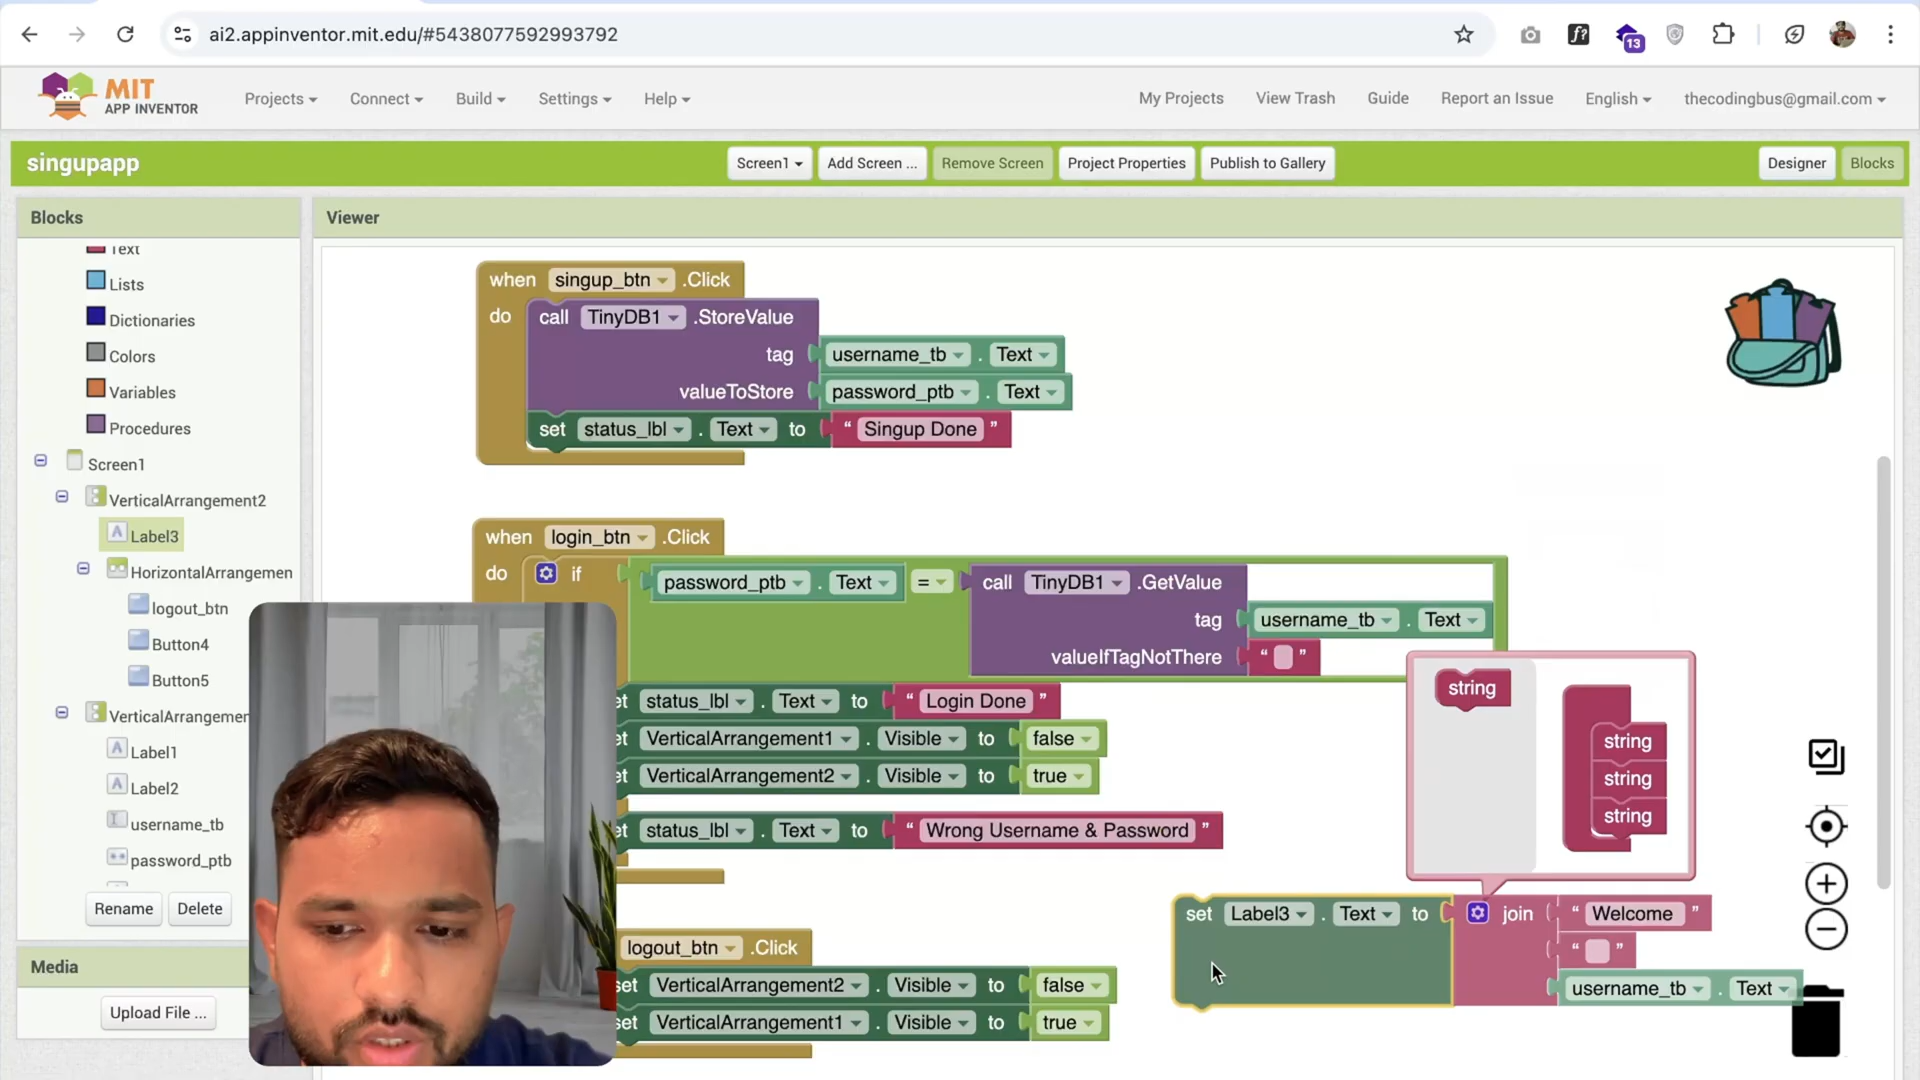 ai2.appinventor.mit.edu/#5438077592993792
13
MIT
APP INVENTOR
Projects
Connect
Build
Settings
Help
My Projects
View Trash
Guide
Report an Issue
English
thecodingbus@gmail.com
singupapp
Screen1
Add Screen ...
Remove Screen
Project Properties
Publish to Gallery
Designer
Blocks
Blocks
Viewer
Text
Lists
Dictionaries
Colors
Variables
Procedures
Screen1
VerticalArrangement2
Label3
HorizontalArrangemen
logout_btn
Button4
Button5
VerticalArrangemen
Label1
Label2
username_tb
password_ptb
Rename
Delete
Media
Upload File ...
when singup_btn .Click
do call TinyDB1 .StoreValue
tag username_tb . Text
valueToStore password_ptb . Text
set status_lbl . Text to “ Singup Done ”
when login_btn .Click
do if password_ptb . Text = call TinyDB1 .GetValue
tag username_tb . Text
valueIfTagNotThere “ ”
et status_lbl . Text to “ Login Done ”
et VerticalArrangement1 . Visible to false
et VerticalArrangement2 . Visible to true
et status_lbl . Text to “ Wrong Username & Password ”
logout_btn .Click
set VerticalArrangement2 . Visible to false
set VerticalArrangement1 . Visible to true
string
string
string
string
set Label3 . Text to join “ Welcome ”
“ ”
username_tb . Text